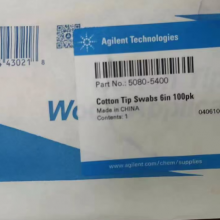 43021 8
Agilent Technologies
Part No.: 5080-5400
Cotton Tip Swabs 6in 100pk
Made in CHINA
Contents: 1
040610
Wo
www.agilent.com/chem/supplies